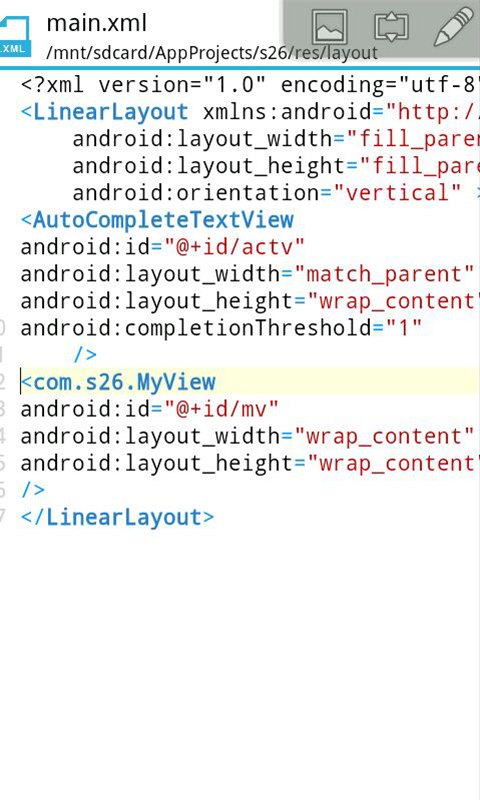 main.xml
.XML
/mnt/sdcard/AppProjects/s26/res/layout
<?xml version="1.0" encoding="utf-8"
<LinearLayout xmlns:android="http:/
android:layout_width="fill_paren
android:layout_height="fill_pare
android:orientation="vertical" >
<AutoCompleteTextView
android:id="@+id/actv"
android:layout_width="match_parent"
android:layout_height="wrap_content"
0 android:completionThreshold="1"
1 />
2 <com.s26.MyView
3 android:id="@+id/mv"
4 android:layout_width="wrap_content"
5 android:layout_height="wrap_content"
6 />
7 </LinearLayout>